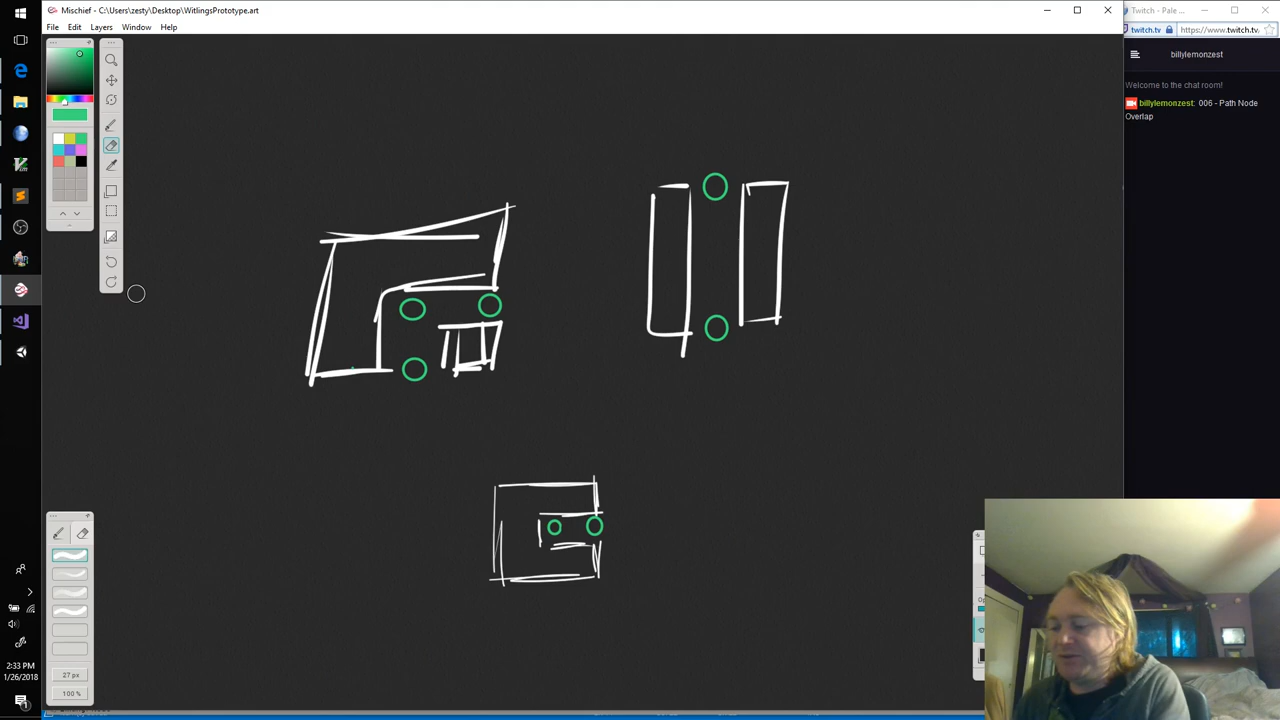 Mischief - C:\Users\zesty\Desktop\WitlingsPrototype.art
File Edit Layers Window Help
Twitch - Pale
twitch.tv https://www.twitch.tv
billylemonzest
Welcome to the chat room!
billylemonzest: 006 - Path Node
Overlap
27 px
100 %
2:33 PM
1/26/2018